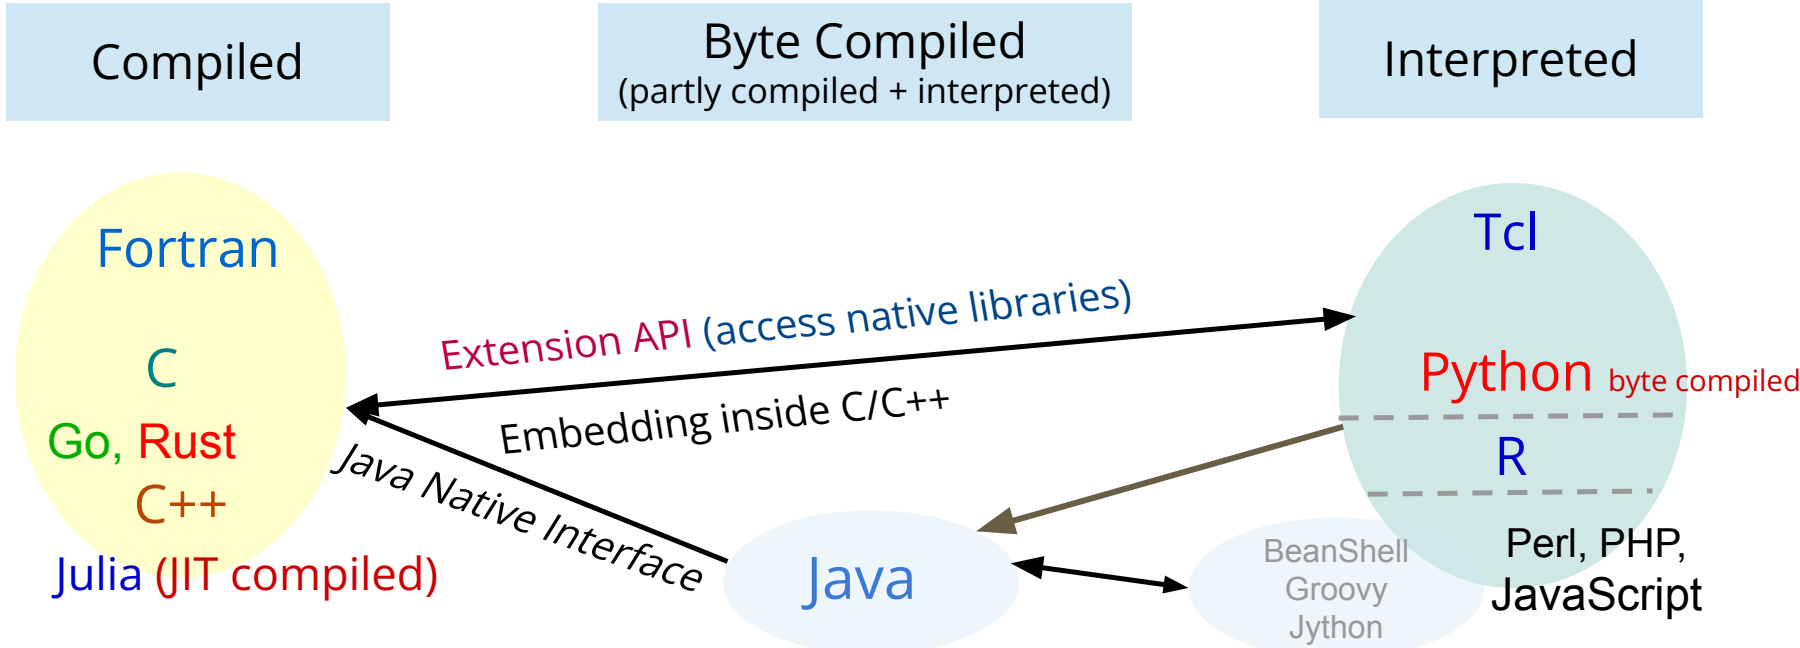 Compiled
Byte Compiled
(partly compiled + interpreted)
Interpreted
Fortran
C
Go, Rust
C++
Julia (JIT compiled)
Extension API (access native libraries)
Embedding inside C/C++
Java Native Interface
Java
BeanShell
Groovy
Jython
Tcl
Python byte compiled
R
Perl, PHP,
JavaScript